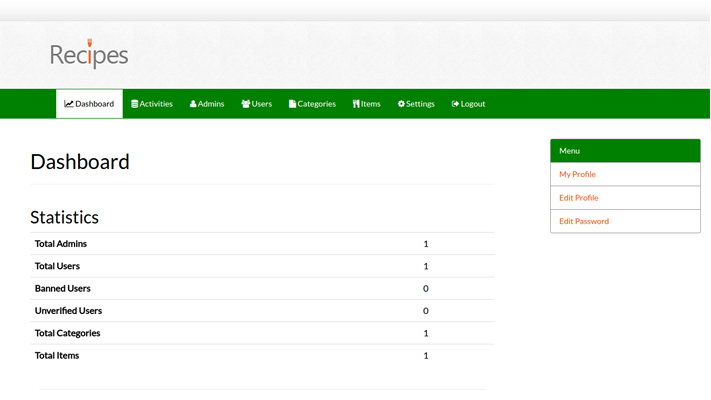 Recipes
Dashboard Activities Admins Users Categories Items Settings Logout
Dashboard
Statistics
Total Admins 1
Total Users 1
Banned Users 0
Unverified Users 0
Total Categories 1
Total Items 1
Menu
My Profile
Edit Profile
Edit Password